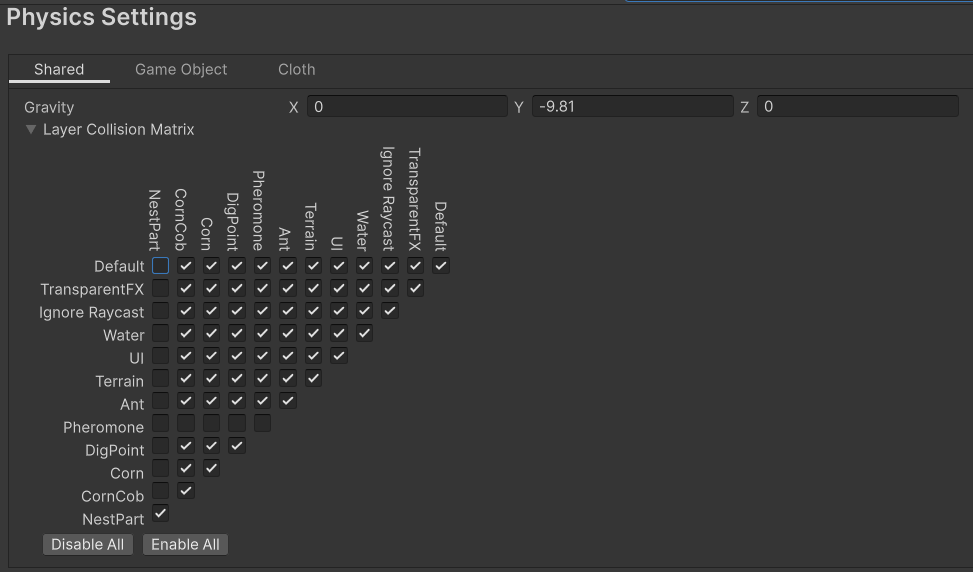 Physics Settings
Shared Game Object Cloth
Gravity X 0 Y -9.81 Z 0
Layer Collision Matrix
NestPart CornCob Corn DigPoint Pheromone Ant Terrain UI Water Ignore Raycast TransparentFX Default
Default
TransparentFX
Ignore Raycast
Water
UI
Terrain
Ant
Pheromone
DigPoint
Corn
CornCob
NestPart
Disable All Enable All